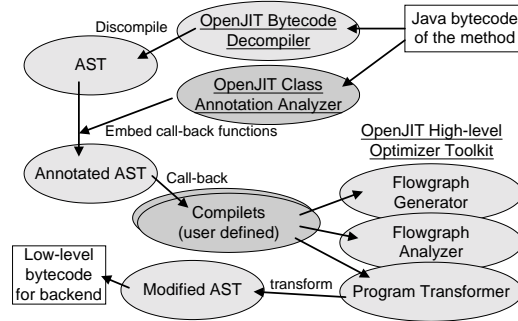 Discompile
OpenJIT Bytecode
Decompiler
Java bytecode
of the method
AST
OpenJIT Class
Annotation Analyzer
Embed call-back functions
OpenJIT High-level
Optimizer Toolkit
Annotated AST
Call-back
Flowgraph
Generator
Compilets
(user defined)
Flowgraph
Analyzer
Low-level
bytecode
for backend
Modified AST
transform
Program Transformer